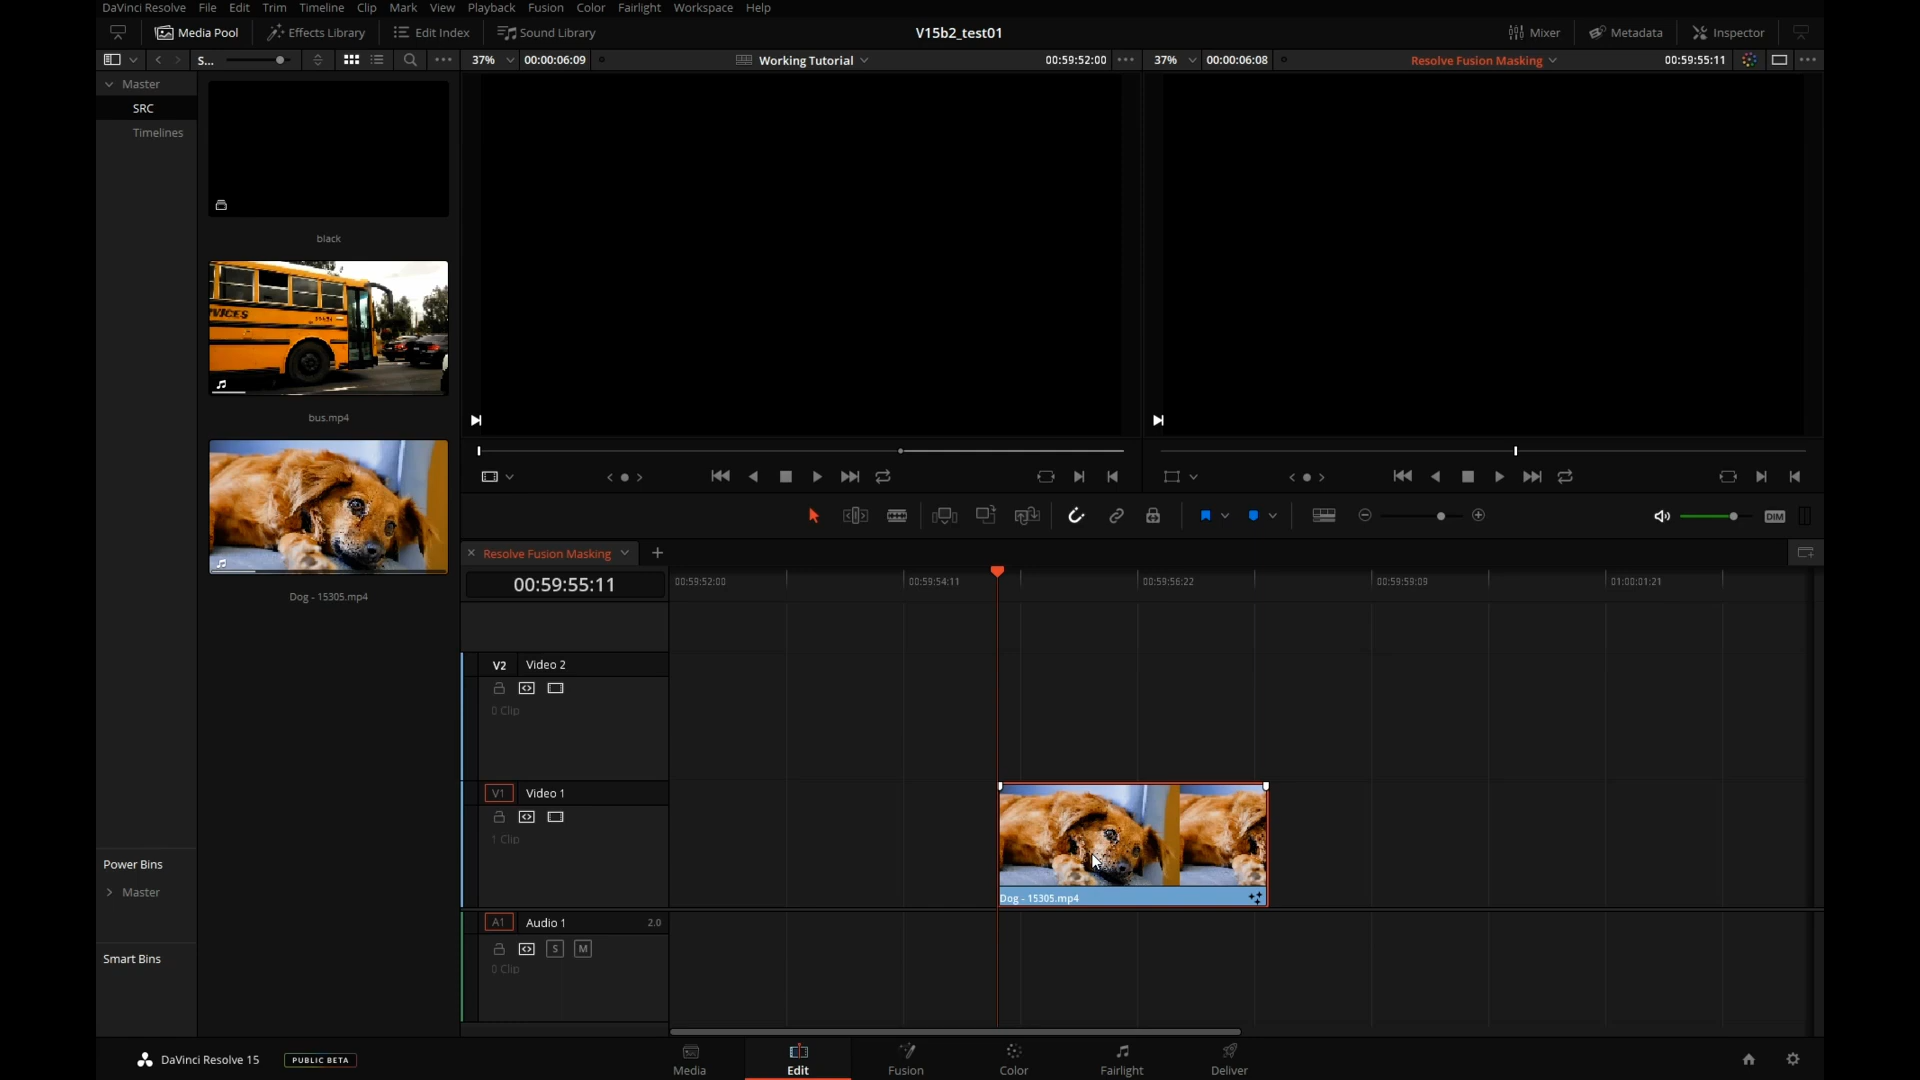 DaVinci Resolve File Edit Trim Timeline Clip Mark View Playback Fusion Color Fairlight Workspace Help
Media Pool Effects Library Edit Index Sound Library V15b2_test01 Mixer Metadata Inspector
S... 37% 00:00:06:09 Working Tutorial 00:59:52:00 37% 00:00:06:08 Resolve Fusion Masking 00:59:55:11
Master
SRC
Timelines
black
VICES
bus.mp4
Dog - 15305.mp4
DIM
Resolve Fusion Masking
00:59:55:11 00:59:52:00 00:59:54:11 00:59:56:22 00:59:59:09 01:00:01:21
V2 Video 2
0 Clip
V1 Video 1
1 Clip
Dog - 15305.mp4
A1 Audio 1 2.0
S M
0 Clip
Power Bins
Master
Smart Bins
DaVinci Resolve 15 PUBLIC BETA
Media Edit Fusion Color Fairlight Deliver